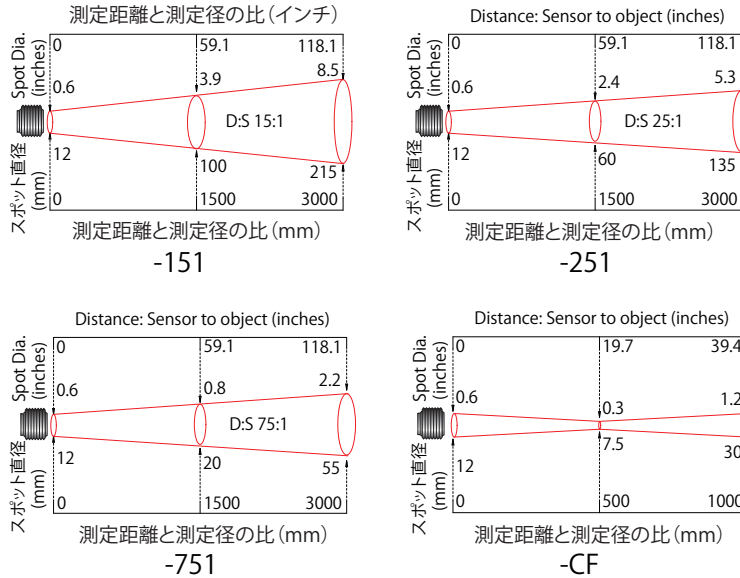 測定距離と測定径の比(インチ)
0 59.1 118.1
Spot Dia.
(inches)
0.6 3.9 8.5
D:S 15:1
12 100 215
スポット直径
(mm)
0 1500 3000
測定距離と測定径の比(mm)
-151
Distance: Sensor to object (inches)
0 59.1 118.1
Spot Dia.
(inches)
0.6 2.4 5.3
D:S 25:1
12 60 135
スポット直径
(mm)
0 1500 3000
測定距離と測定径の比(mm)
-251
Distance: Sensor to object (inches)
0 59.1 118.1
Spot Dia.
(inches)
0.6 0.8 2.2
D:S 75:1
12 20 55
スポット直径
(mm)
0 1500 3000
測定距離と測定径の比(mm)
-751
Distance: Sensor to object (inches)
0 19.7 39.4
Spot Dia.
(inches)
0.6 0.3 1.2
12 7.5 30
スポット直径
(mm)
0 500 1000
測定距離と測定径の比(mm)
-CF